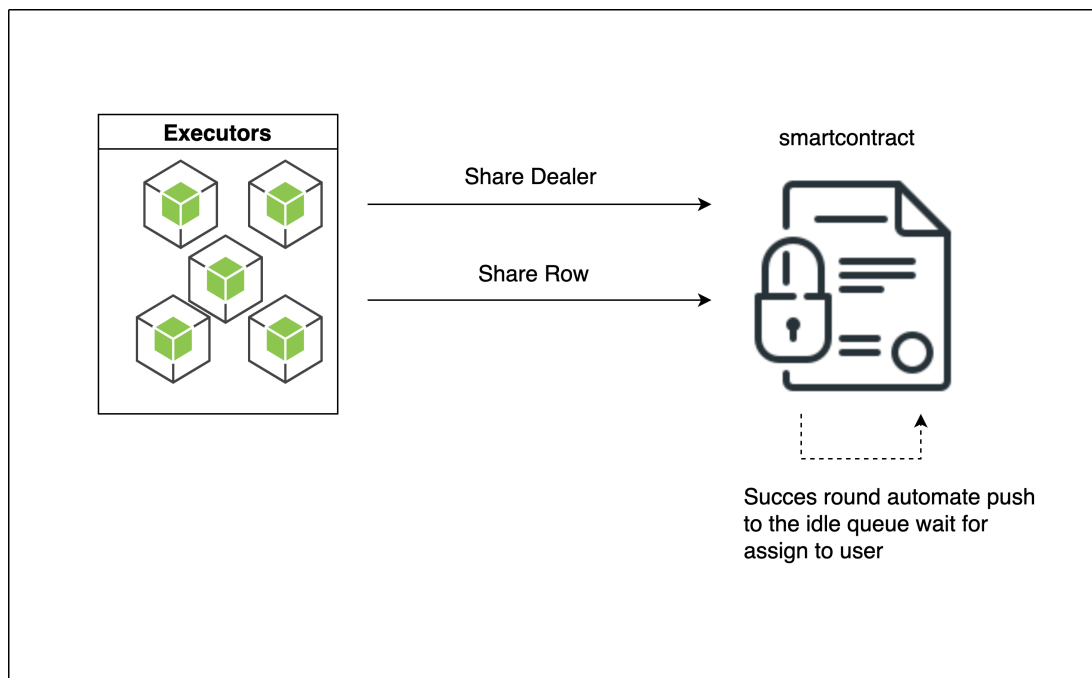 Executors
Share Dealer
Share Row
smartcontract
Succes round automate push
to the idle queue wait for
assign to user